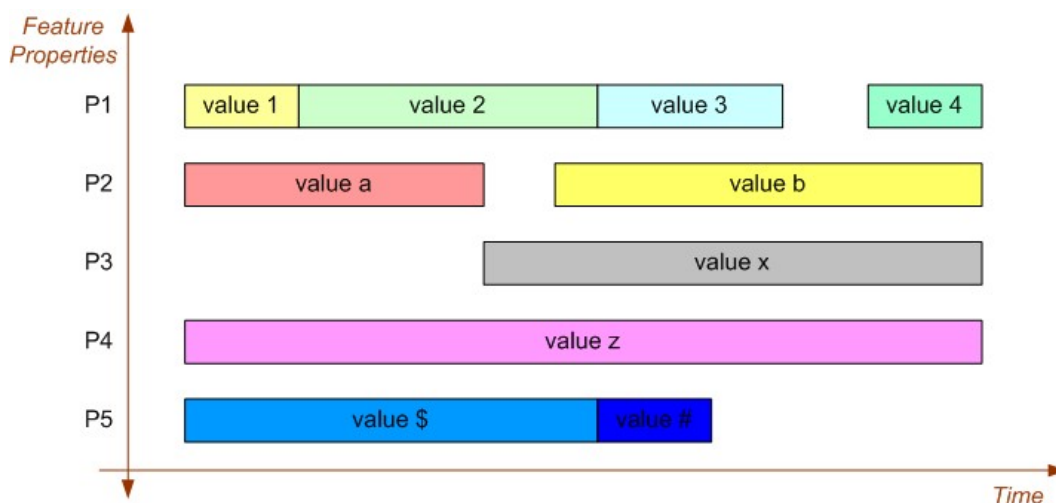 Feature
Properties
P1 value 1 value 2 value 3 value 4
P2 value a value b
P3 value x
P4 value z
P5 value $ value #
Time